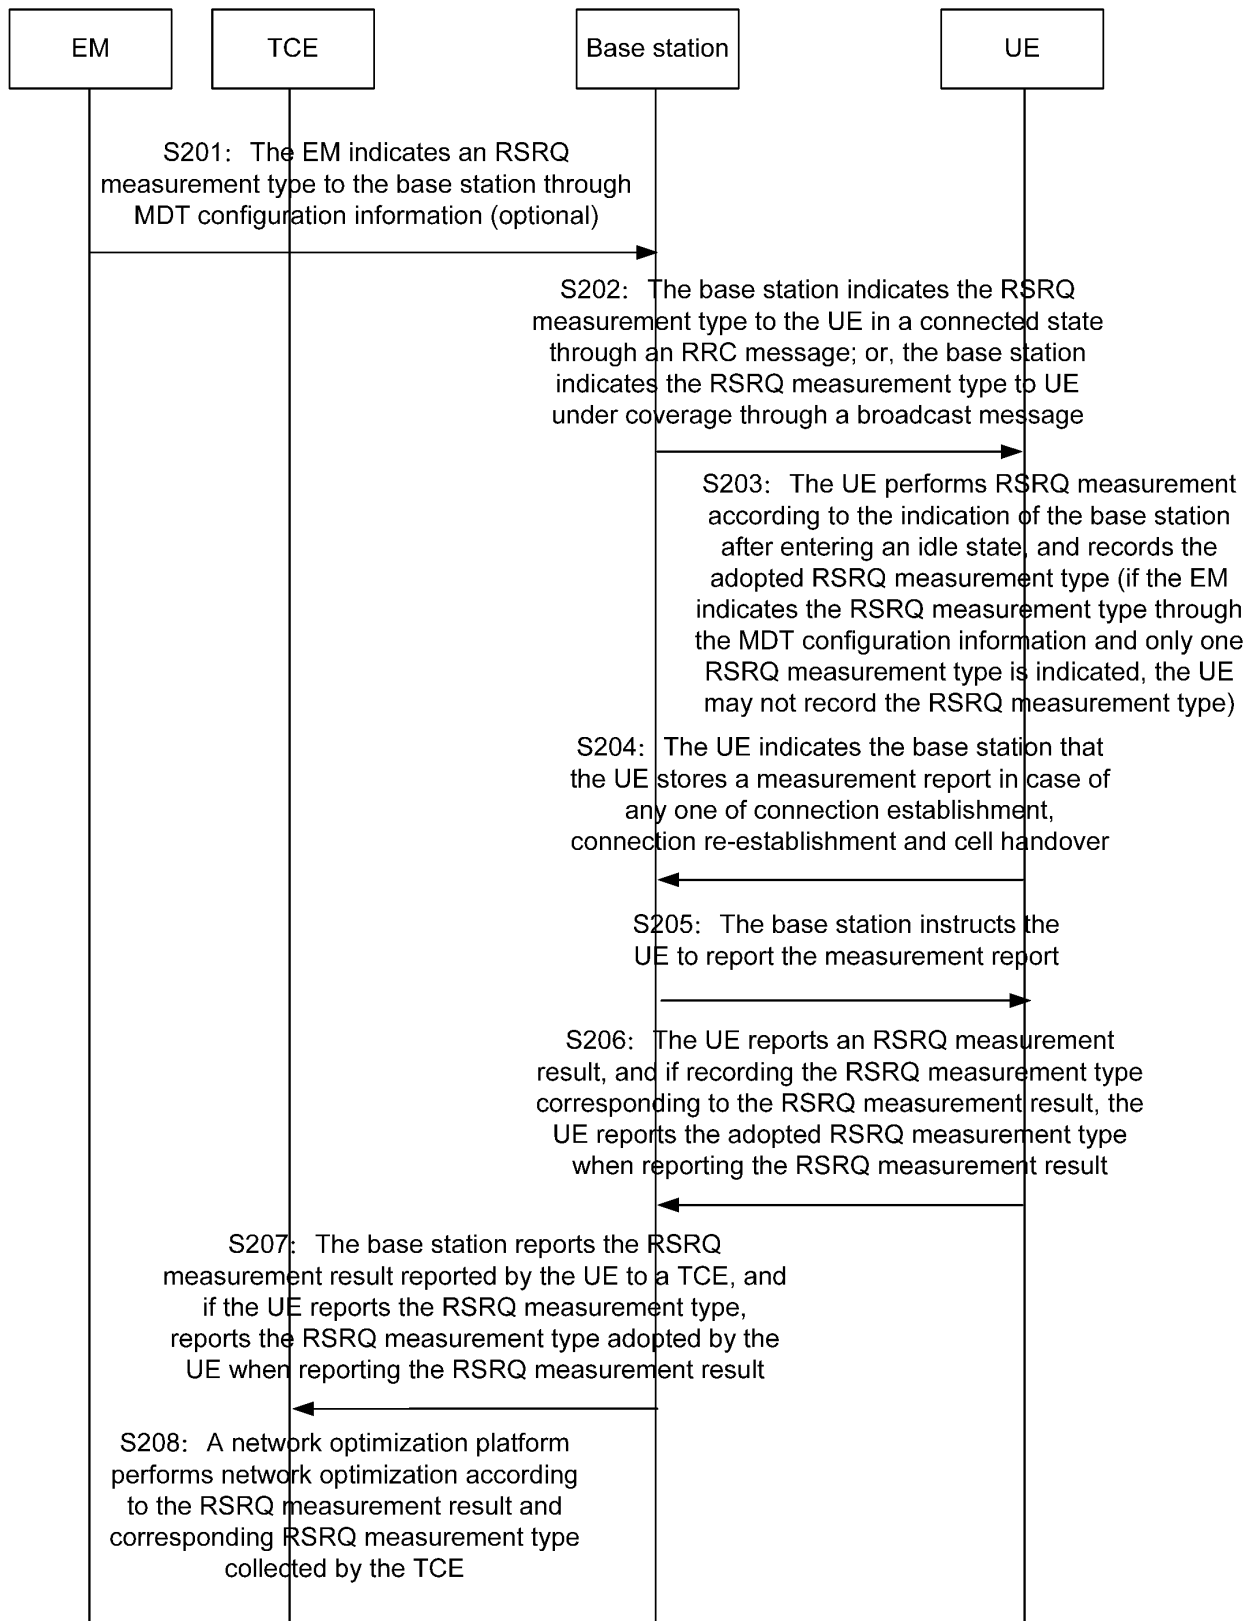 EM
TCE
Base station
UE
S201: The EM indicates an RSRQ
measurement type to the base station through
MDT configuration information (optional)
S202: The base station indicates the RSRQ
measurement type to the UE in a connected state
through an RRC message; or, the base station
indicates the RSRQ measurement type to UE
under coverage through a broadcast message
S203: The UE performs RSRQ measurement
according to the indication of the base station
after entering an idle state, and records the
adopted RSRQ measurement type (if the EM
indicates the RSRQ measurement type through
the MDT configuration information and only one
RSRQ measurement type is indicated, the UE
may not record the RSRQ measurement type)
S204: The UE indicates the base station that
the UE stores a measurement report in case of
any one of connection establishment,
connection re-establishment and cell handover
S205: The base station instructs the
UE to report the measurement report
S206: The UE reports an RSRQ measurement
result, and if recording the RSRQ measurement type
corresponding to the RSRQ measurement result, the
UE reports the adopted RSRQ measurement type
when reporting the RSRQ measurement result
S207: The base station reports the RSRQ
measurement result reported by the UE to a TCE, and
if the UE reports the RSRQ measurement type,
reports the RSRQ measurement type adopted by the
UE when reporting the RSRQ measurement result
S208: A network optimization platform
performs network optimization according
to the RSRQ measurement result and
corresponding RSRQ measurement type
collected by the TCE